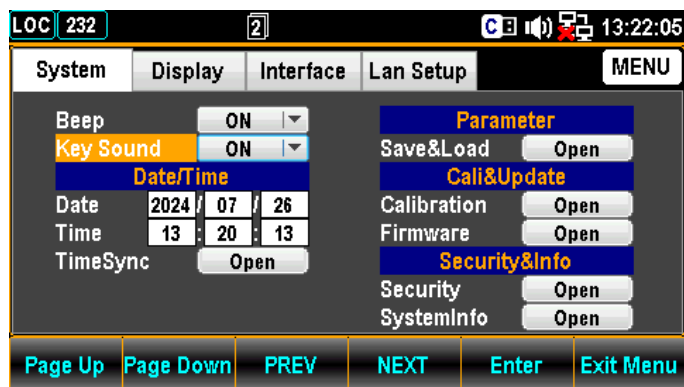 LOC 232 2 C 13:22:05
System Display Interface Lan Setup MENU
Beep ON
Key Sound ON
Date/Time
Date 2024 / 07 / 26
Time 13 : 20 : 13
TimeSync Open
Parameter
Save&Load Open
Cali&Update
Calibration Open
Firmware Open
Security&Info
Security Open
SystemInfo Open
Page Up Page Down PREV NEXT Enter Exit Menu